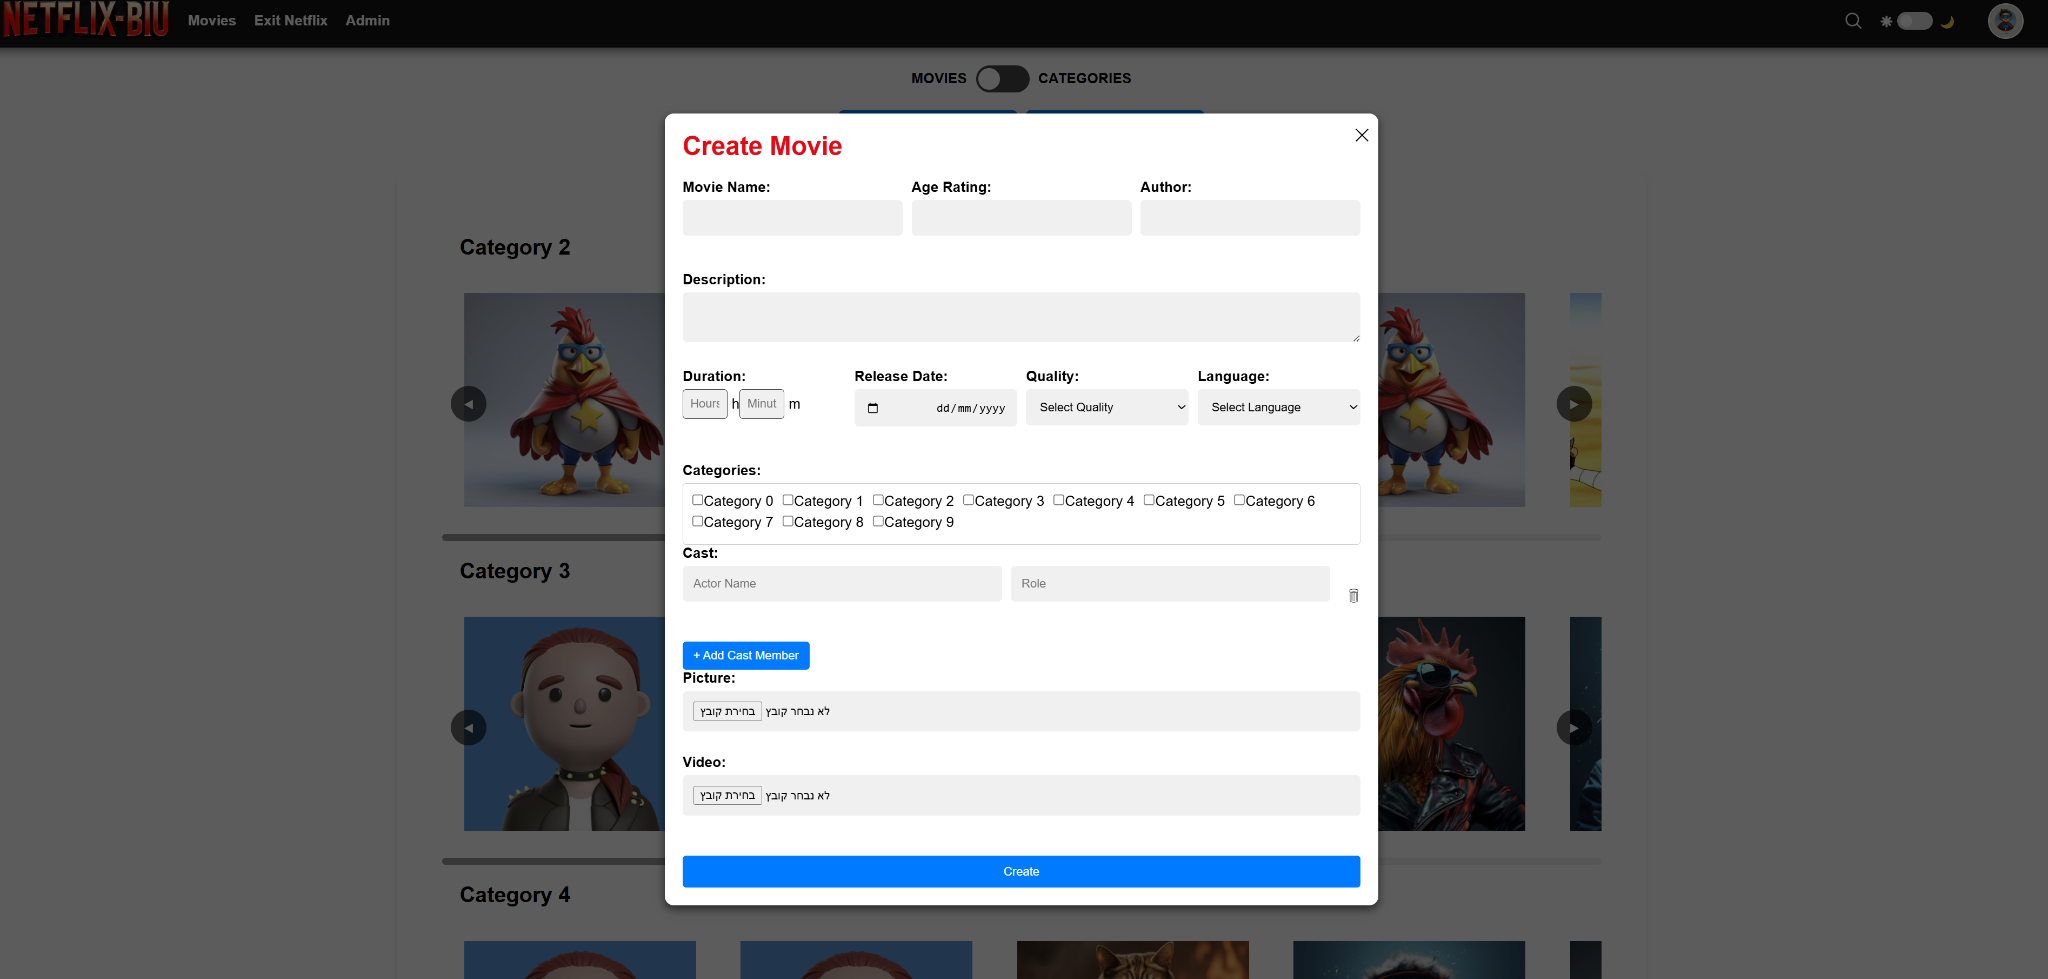 NETFLIX-BIU Movies Exit Netflix Admin
MOVIES CATEGORIES
Create Movie
Movie Name: Age Rating: Author:
Category 2
Description:
Duration: Release Date: Quality: Language:
Hours h Minut m dd/mm/yyyy Select Quality Select Language
Categories:
Category 0 Category 1 Category 2 Category 3 Category 4 Category 5 Category 6
Category 7 Category 8 Category 9
Cast:
Category 3
Actor Name Role
+ Add Cast Member
Picture:
בחירת קובץ לא נבחר קובץ
Video:
בחירת קובץ לא נבחר קובץ
Create
Category 4